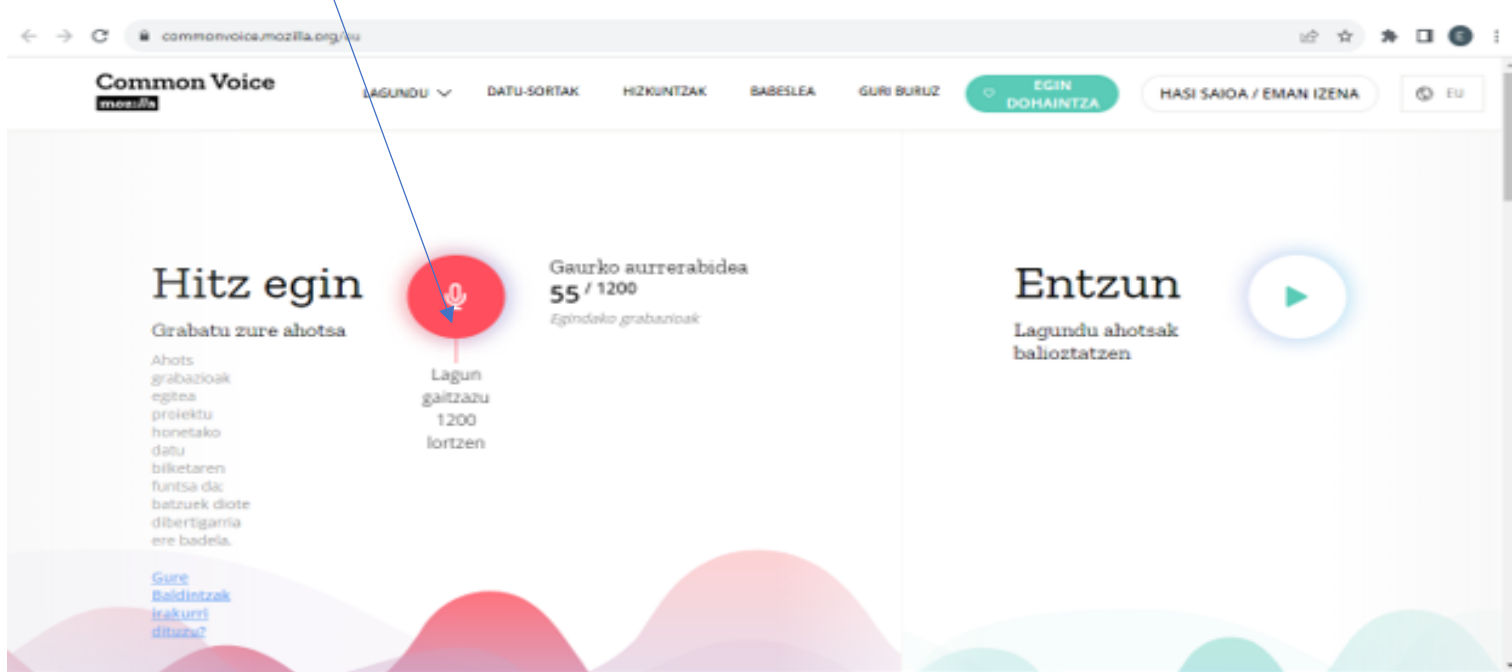 commonvoice.mozilla.org/eu
Common Voice
mozilla
LAGUNDU
DATU-SORTAK
HIZKUNTZAK
BABESLEA
GURI BURUZ
EGIN
DOHAINTZA
HASI SAIOA / EMAN IZENA
EU
E
Hitz egin
Grabatu zure ahotsa
Ahots
grabazioak
egitea
proiektu
honetako
datu
bilketaren
funtsa da;
batzuek diote
dibertigarria
ere badela.
Gure
Baldintzak
irakurri
dituzu?
Lagun
gaitzazu
1200
lortzen
Gaurko aurrerabidea
55 / 1200
Egindako grabazioak
Entzun
Lagundu ahotsak
balioztatzen